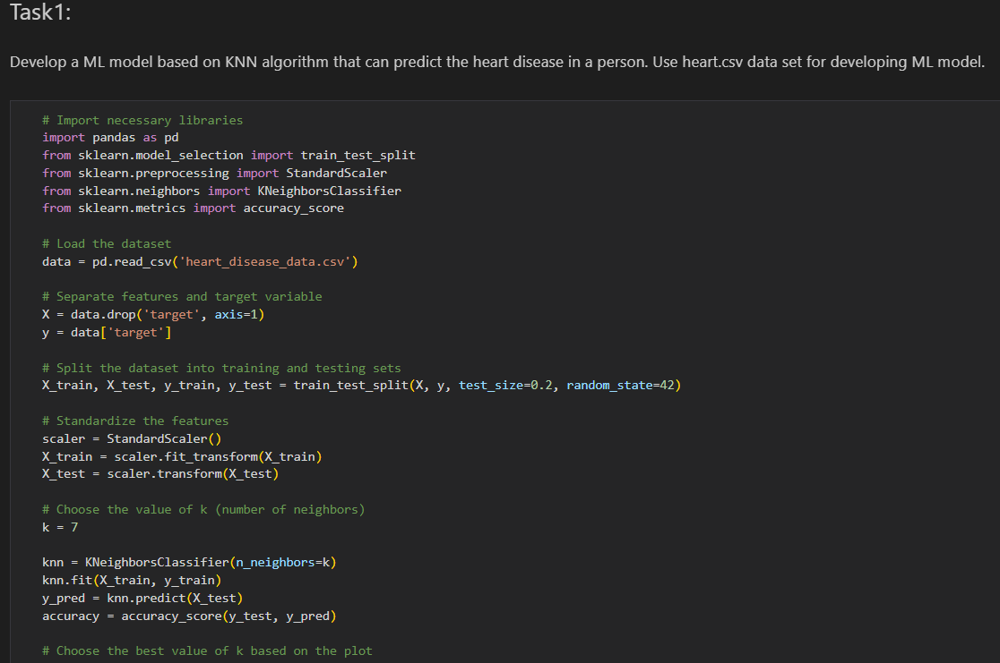 Task1:
Develop a ML model based on KNN algorithm that can predict the heart disease in a person. Use heart.csv data set for developing ML model.
# Import necessary libraries
import pandas as pd
from sklearn.model_selection import train_test_split
from sklearn.preprocessing import StandardScaler
from sklearn.neighbors import KNeighborsClassifier
from sklearn.metrics import accuracy_score
# Load the dataset
data = pd.read_csv('heart_disease_data.csv')
# Separate features and target variable
X = data.drop('target', axis=1)
y = data['target']
# Split the dataset into training and testing sets
X_train, X_test, y_train, y_test = train_test_split(X, y, test_size=0.2, random_state=42)
# Standardize the features
scaler = StandardScaler()
X_train = scaler.fit_transform(X_train)
X_test = scaler.transform(X_test)
# Choose the value of k (number of neighbors)
k = 7
knn = KNeighborsClassifier(n_neighbors=k)
knn.fit(X_train, y_train)
y_pred = knn.predict(X_test)
accuracy = accuracy_score(y_test, y_pred)
# Choose the best value of k based on the plot